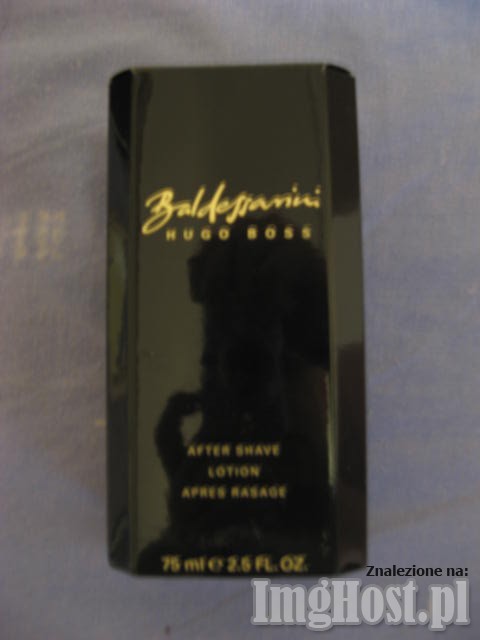 Baldessarini
HUGO BOSS
AFTER SHAVE
LOTION
APRES RASAGE
75 ml e 2.5 FL. OZ.
Znalezione na:
ImgHost.pl